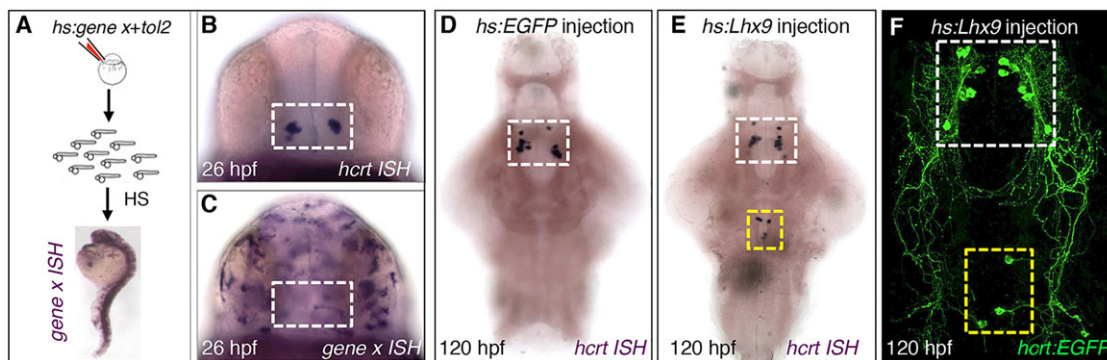 A
hs:gene x+tol2
HS
gene x ISH
B
26 hpf
hcrt ISH
C
26 hpf
gene x ISH
D
hs:EGFP injection
120 hpf
hcrt ISH
E
hs:Lhx9 injection
120 hpf
hcrt ISH
F
hs:Lhx9 injection
120 hpf
hcrt:EGFP